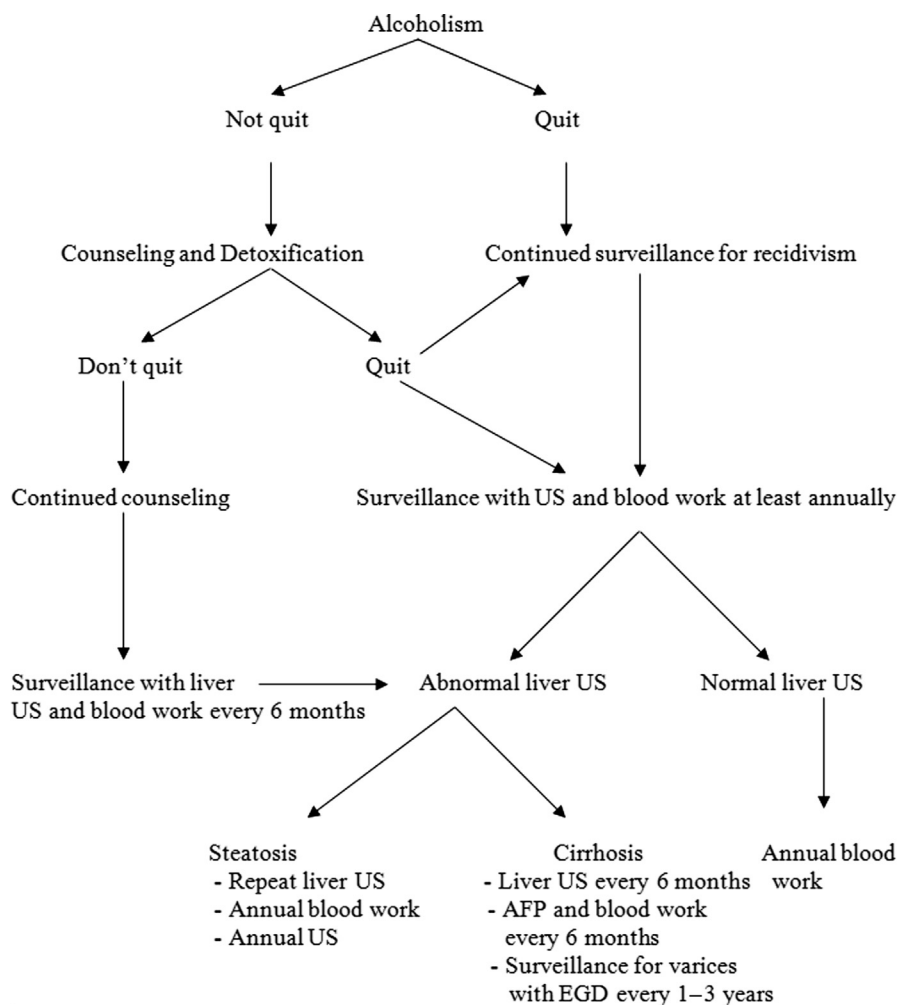 Alcoholism
Not quit
Quit
Counseling and Detoxification
Continued surveillance for recidivism
Don’t quit
Quit
Continued counseling
Surveillance with US and blood work at least annually
Surveillance with liver
US and blood work every 6 months
Abnormal liver US
Normal liver US
Steatosis
- Repeat liver US
- Annual blood work
- Annual US
Cirrhosis
- Liver US every 6 months
- AFP and blood work
every 6 months
- Surveillance for varices
with EGD every 1–3 years
Annual blood
work